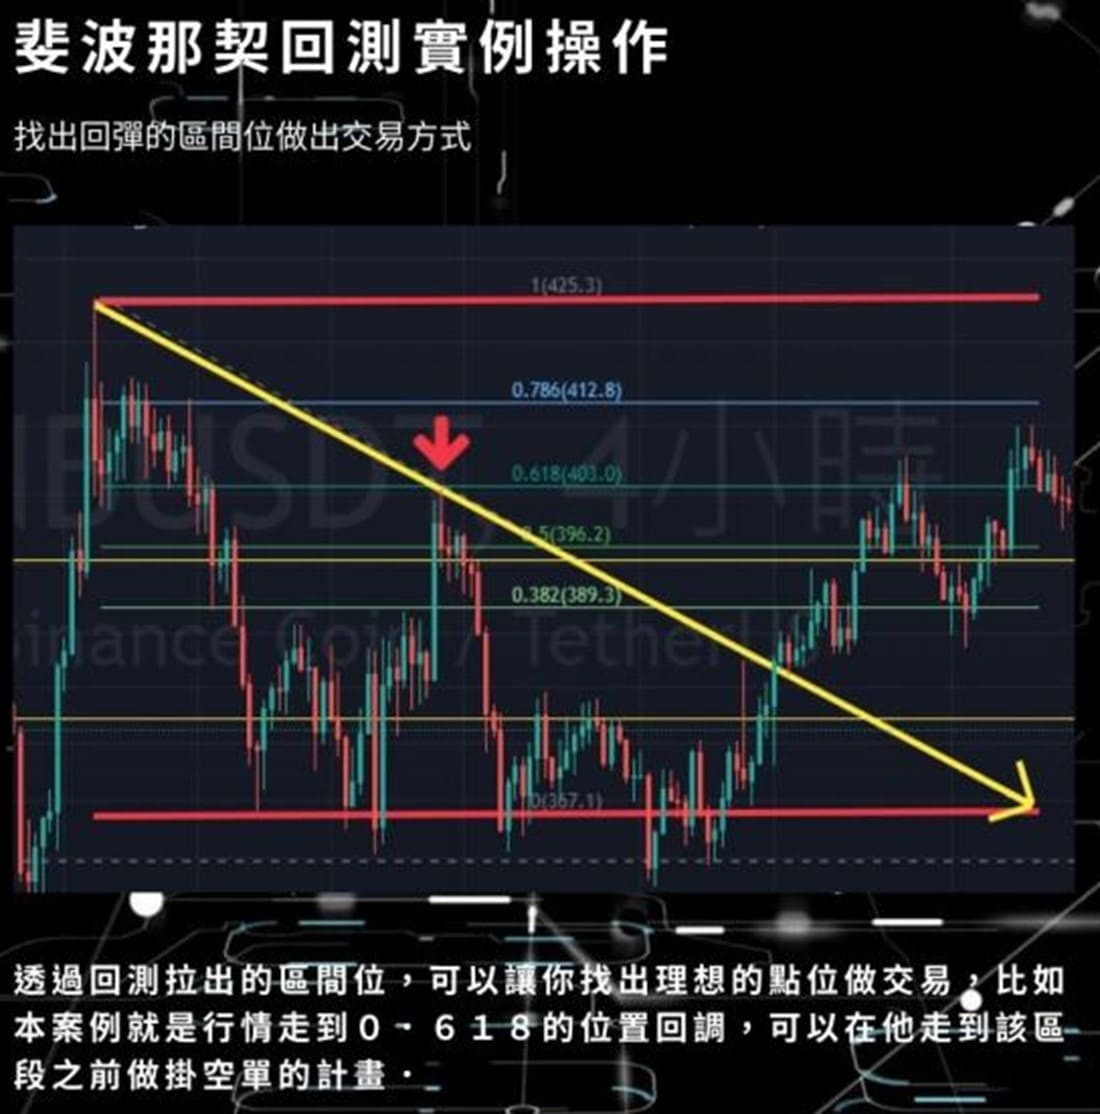 斐波那契回測實例操作
找出回彈的區間位做出交易方式
1(425.3)
0.786(412.8)
4小時
0.618(403.0)
0.5(396.2)
0.382(389.3)
Binance Coin / Tether
0(367.1)
透過回測拉出的區間位，可以讓你找出理想的點位做交易，比如
本案例就是行情走到０．６１８的位置回調，可以在他走到該區
段之前做掛空單的計畫．